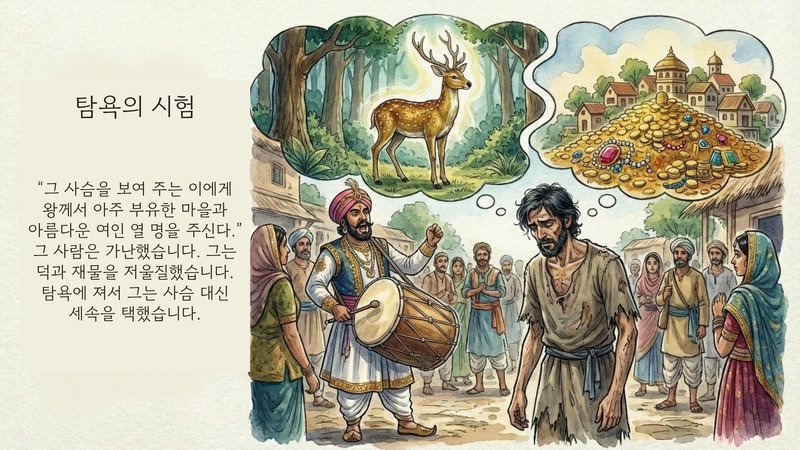 탐욕의 시험
“그 사슴을 보여 주는 이에게
왕께서 아주 부유한 마을과
아름다운 여인 열 명을 주신다.”
그 사람은 가난했습니다. 그는
덕과 재물을 저울질했습니다.
탐욕에 져서 그는 사슴 대신
세속을 택했습니다.